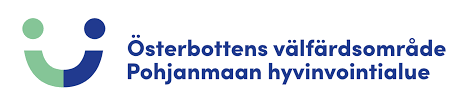 Österbottens välfärdsområde
Pohjanmaan hyvinvointialue